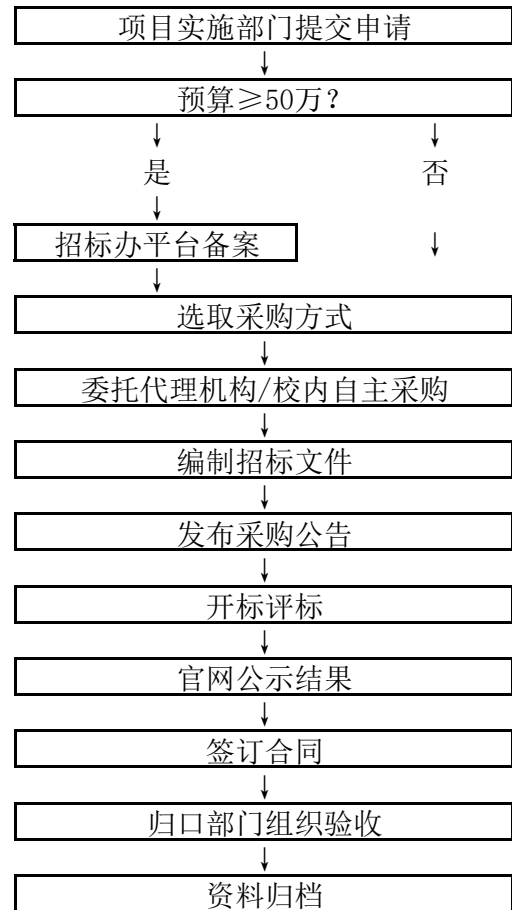 项目实施部门提交申请
↓
预算≥50万?
↓ ↓
是 否
↓
招标办平台备案 ↓
↓
选取采购方式
↓
委托代理机构/校内自主采购
↓
编制招标文件
↓
发布采购公告
↓
开标评标
↓
官网公示结果
↓
签订合同
↓
归口部门组织验收
↓
资料归档